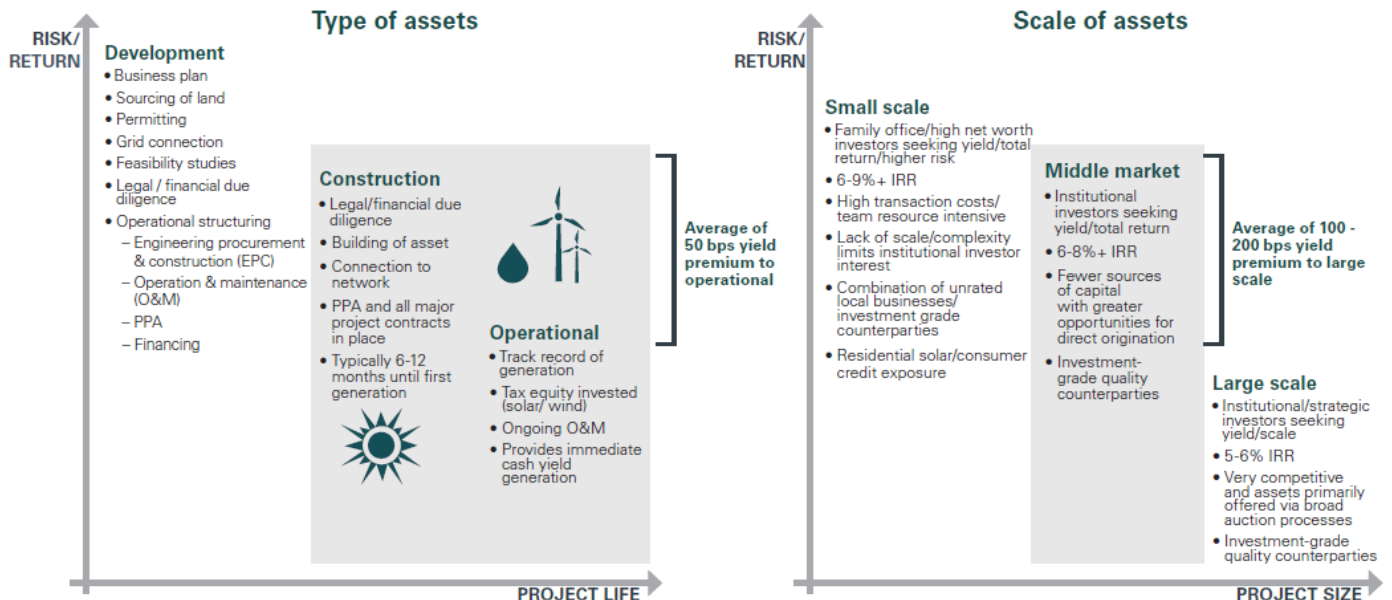 Type of assets
RISK/
RETURN
Development
• Business plan
• Sourcing of land
• Permitting
• Grid connection
• Feasibility studies
• Legal / financial due
diligence
• Operational structuring
– Engineering procurement
& construction (EPC)
– Operation & maintenance
(O&M)
– PPA
– Financing
Construction
• Legal/financial due
diligence
• Building of asset
• Connection to
network
• PPA and all major
project contracts
in place
• Typically 6-12
months until first
generation
Operational
• Track record of
generation
• Tax equity invested
(solar/ wind)
• Ongoing O&M
• Provides immediate
cash yield
generation
Average of
50 bps yield
premium to
operational
PROJECT LIFE
Scale of assets
RISK/
RETURN
Small scale
• Family office/high net worth
investors seeking yield/total
return/higher risk
• 6-9%+ IRR
• High transaction costs/
team resource intensive
• Lack of scale/complexity
limits institutional investor
interest
• Combination of unrated
local businesses/
investment grade
counterparties
• Residential solar/consumer
credit exposure
Middle market
• Institutional
investors seeking
yield/total return
• 6-8%+ IRR
• Fewer sources
of capital
with greater
opportunities for
direct origination
• Investment-
grade quality
counterparties
Average of 100 -
200 bps yield
premium to large
scale
Large scale
• Institutional/strategic
investors seeking
yield/scale
• 5-6% IRR
• Very competitive
and assets primarily
offered via broad
auction processes
• Investment-grade
quality counterparties
PROJECT SIZE